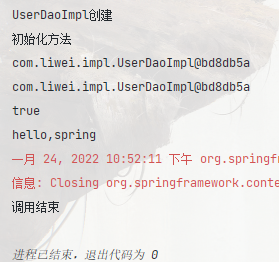 UserDaoImpl创建
初始化方法
com.liwei.impl.UserDaoImpl@bd8db5a
com.liwei.impl.UserDaoImpl@bd8db5a
true
hello,spring
一月 24, 2022 10:52:11 下午 org.springf
信息: Closing org.springframework.conte
调用结束
进程已结束，退出代码为 0